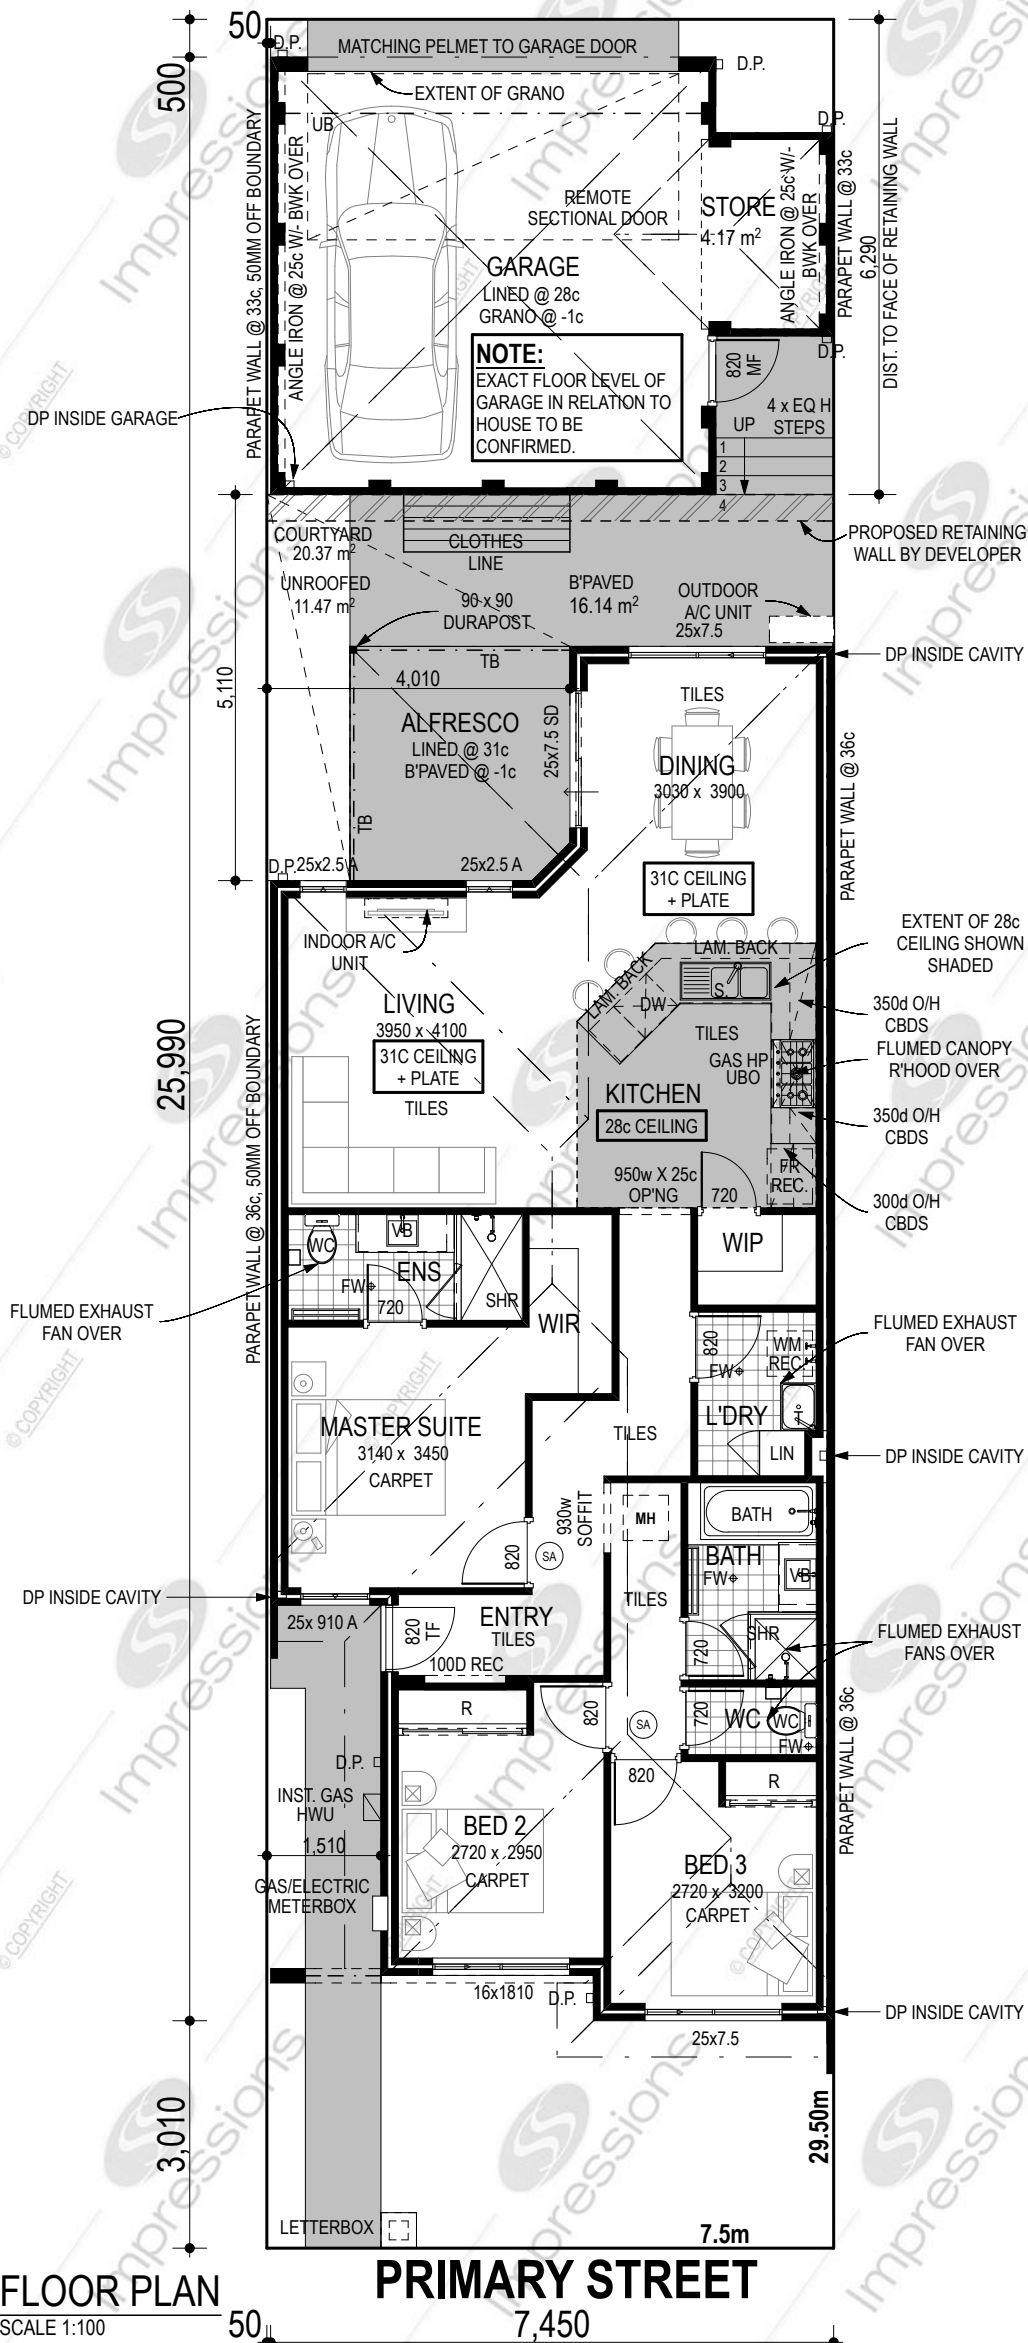 50
500
D.P.
MATCHING PELMET TO GARAGE DOOR
D.P.
EXTENT OF GRANO
UB
D.P.
PARAPET WALL @ 33c, 50MM OFF BOUNDARY
ANGLE IRON @ 25c W/- BWK OVER
REMOTE
SECTIONAL DOOR
STORE
4.17 m²
ANGLE IRON @ 25c W/-
BWK OVER
PARAPET WALL @ 33c
6,290
DIST. TO FACE OF RETAINING WALL
GARAGE
LINED @ 28c
GRANO @ -1c
NOTE:
EXACT FLOOR LEVEL OF
GARAGE IN RELATION TO
HOUSE TO BE
CONFIRMED.
820
MF
D.P.
DP INSIDE GARAGE
4 x EQ H
STEPS
UP
1
2
3
4
COURTYARD
20.37 m²
UNROOFED
11.47 m²
CLOTHES
LINE
PROPOSED RETAINING
WALL BY DEVELOPER
B'PAVED
16.14 m²
90 x 90
DURAPOST
OUTDOOR
A/C UNIT
25x7.5
DP INSIDE CAVITY
TB
4,010
5,110
ALFRESCO
LINED @ 31c
B'PAVED @ -1c
25x7.5 SD
TILES
DINING
3030 x 3900
TB
PARAPET WALL @ 36c
D.P.
25x2.5 A
25x2.5 A
31C CEILING
+ PLATE
INDOOR A/C
UNIT
LAM. BACK
LAM. BACK
EXTENT OF 28c
CEILING SHOWN
SHADED
LIVING
3950 x 4100
31C CEILING
+ PLATE
TILES
S.
DW
TILES
GAS HP
UBO
350d O/H
CBDS
FLUMED CANOPY
R'HOOD OVER
25,990
PARAPET WALL @ 36c, 50MM OFF BOUNDARY
KITCHEN
28c CEILING
350d O/H
CBDS
950w X 25c
OP'NG
720
FR
REC.
300d O/H
CBDS
WC
VB
ENS
FW
720
SHR
WIR
WIP
FLUMED EXHAUST
FAN OVER
820
FW
WM
REC
FLUMED EXHAUST
FAN OVER
MASTER SUITE
3140 x 3450
CARPET
TILES
L'DRY
LIN
DP INSIDE CAVITY
930w
SOFFIT
MH
BATH
BATH
FW
VB
820
SA
DP INSIDE CAVITY
25x 910 A
820
TF
ENTRY
TILES
TILES
100D REC
720
SHR
FLUMED EXHAUST
FANS OVER
R
820
SA
720
WC
WC
FW
PARAPET WALL @ 36c
D.P.
INST. GAS
HWU
820
R
1,510
BED 2
2720 x 2950
CARPET
BED 3
2720 x 3200
CARPET
GAS/ELECTRIC
METERBOX
16x1810
D.P.
DP INSIDE CAVITY
25x7.5
3,010
29.50m
LETTERBOX
7.5m
FLOOR PLAN
SCALE 1:100
PRIMARY STREET
50
7,450
Impressions
© COPYRIGHT